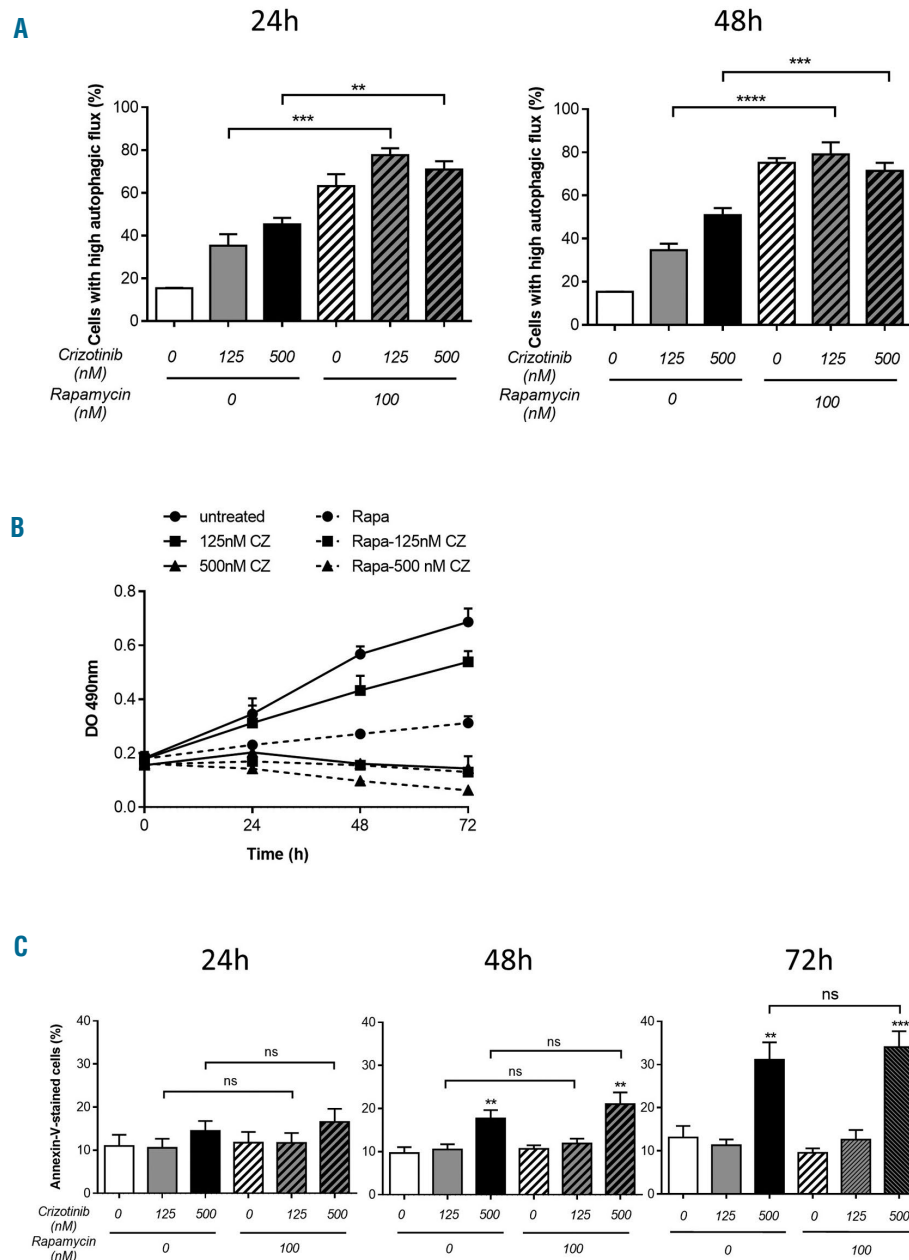 A
24h
48h
Cells with high autophagic flux (%)
100
80
60
40
20
0
***
**
Crizotinib (nM)
0 125 500 0 125 500
Rapamycin (nM)
0 100
Cells with high autophagic flux (%)
100
80
60
40
20
0
****
***
Crizotinib (nM)
0 125 500 0 125 500
Rapamycin (nM)
0 100
B
untreated
Rapa
125nM CZ
Rapa-125nM CZ
500nM CZ
Rapa-500 nM CZ
DO 490nm
0.8
0.6
0.4
0.2
0.0
0 24 48 72
Time (h)
C
24h
48h
72h
Annexin-V-stained cells (%)
40
30
20
10
0
ns
ns
Crizotinib (nM)
0 125 500 0 125 500
Rapamycin (nM)
0 100
40
30
20
10
0
ns
ns
**
**
0 125 500 0 125 500
0 100
40
30
20
10
0
ns
**
***
0 125 500 0 125 500
0 100